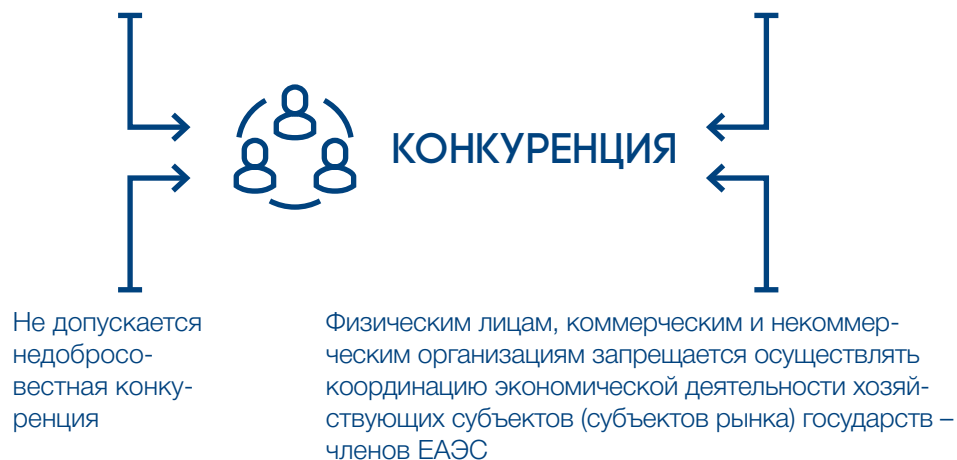 КОНКУРЕНЦИЯ
Не допускается
недобросо-
вестная конку-
ренция
Физическим лицам, коммерческим и некоммер-
ческим организациям запрещается осуществлять
координацию экономической деятельности хозяй-
ствующих субъектов (субъектов рынка) государств –
членов ЕАЭС